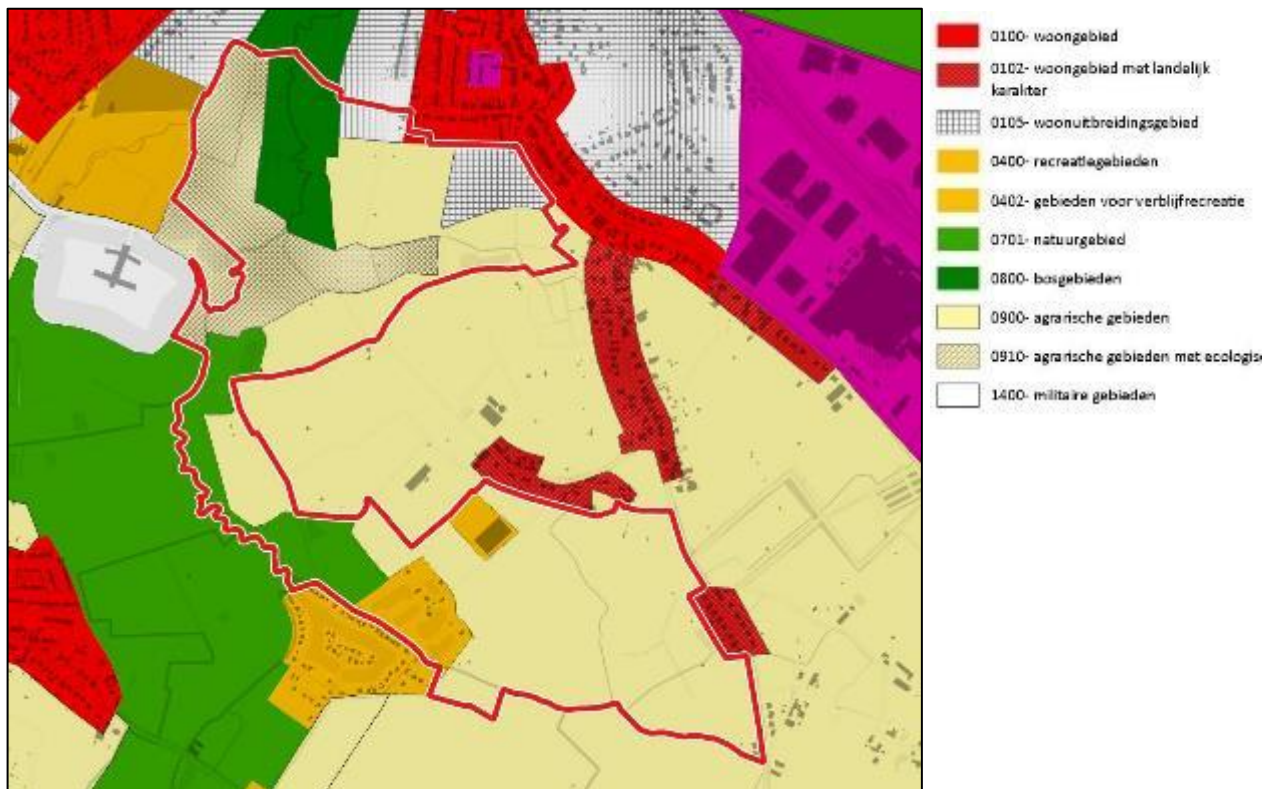 0100- woongebied
0102- woongebied met landelijk
karakter
0105- woonuitbreidingsgebied
0400- recreatiegebieden
0402- gebieden voor verblijfrecreatie
0701- natuurgebied
0800- bosgebieden
0900- agrarische gebieden
0910- agrarische gebieden met ecologisc
1400- militaire gebieden